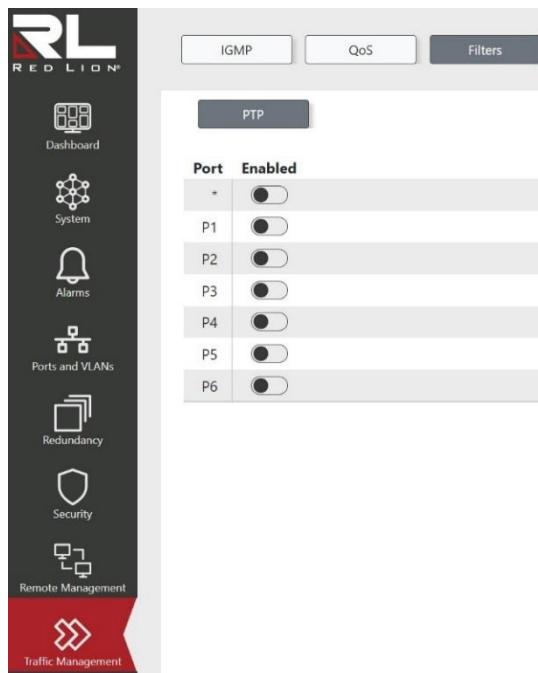 RL
RED LION®
IGMP QoS Filters
PTP
Dashboard
System
Alarms
Ports and VLANs
Redundancy
Security
Remote Management
Traffic Management
Port Enabled
*
P1
P2
P3
P4
P5
P6